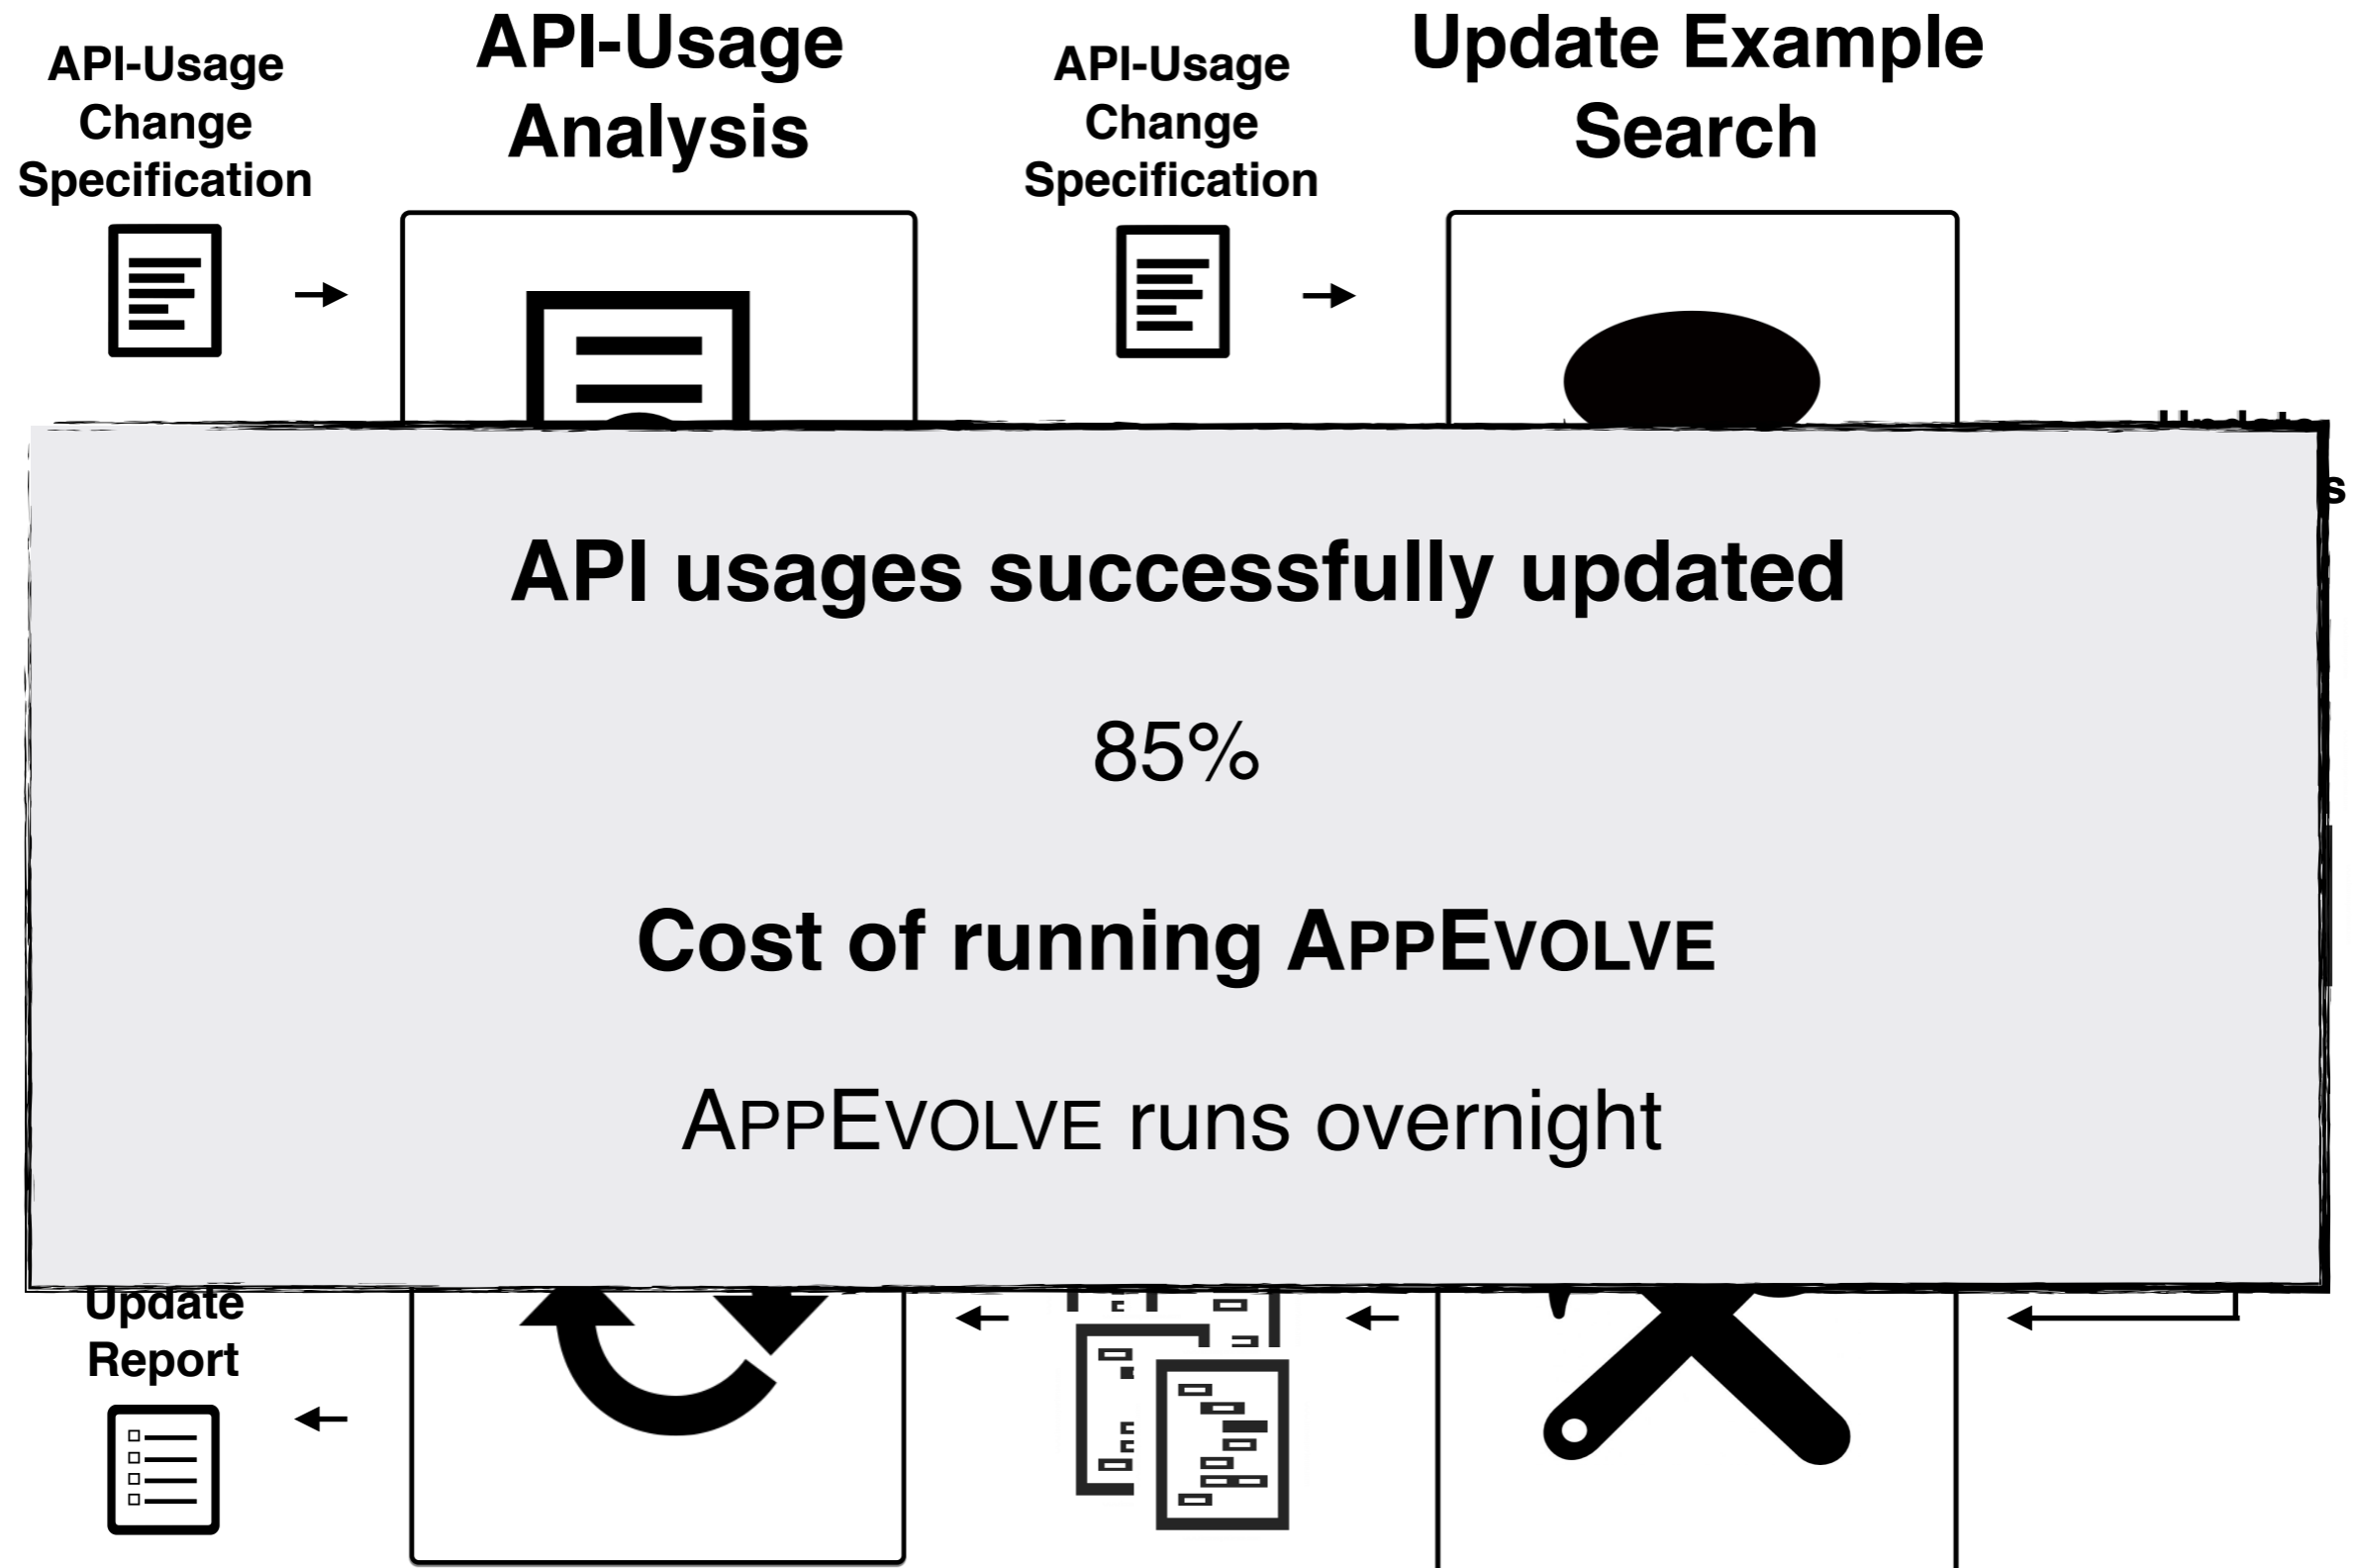 API-Usage
Change
Specification
API-Usage
Analysis
API-Usage
Change
Specification
Update Example
Search
API usages successfully updated
85%
Cost of running APPEVOLVE
APPEVOLVE runs overnight
Update
Report